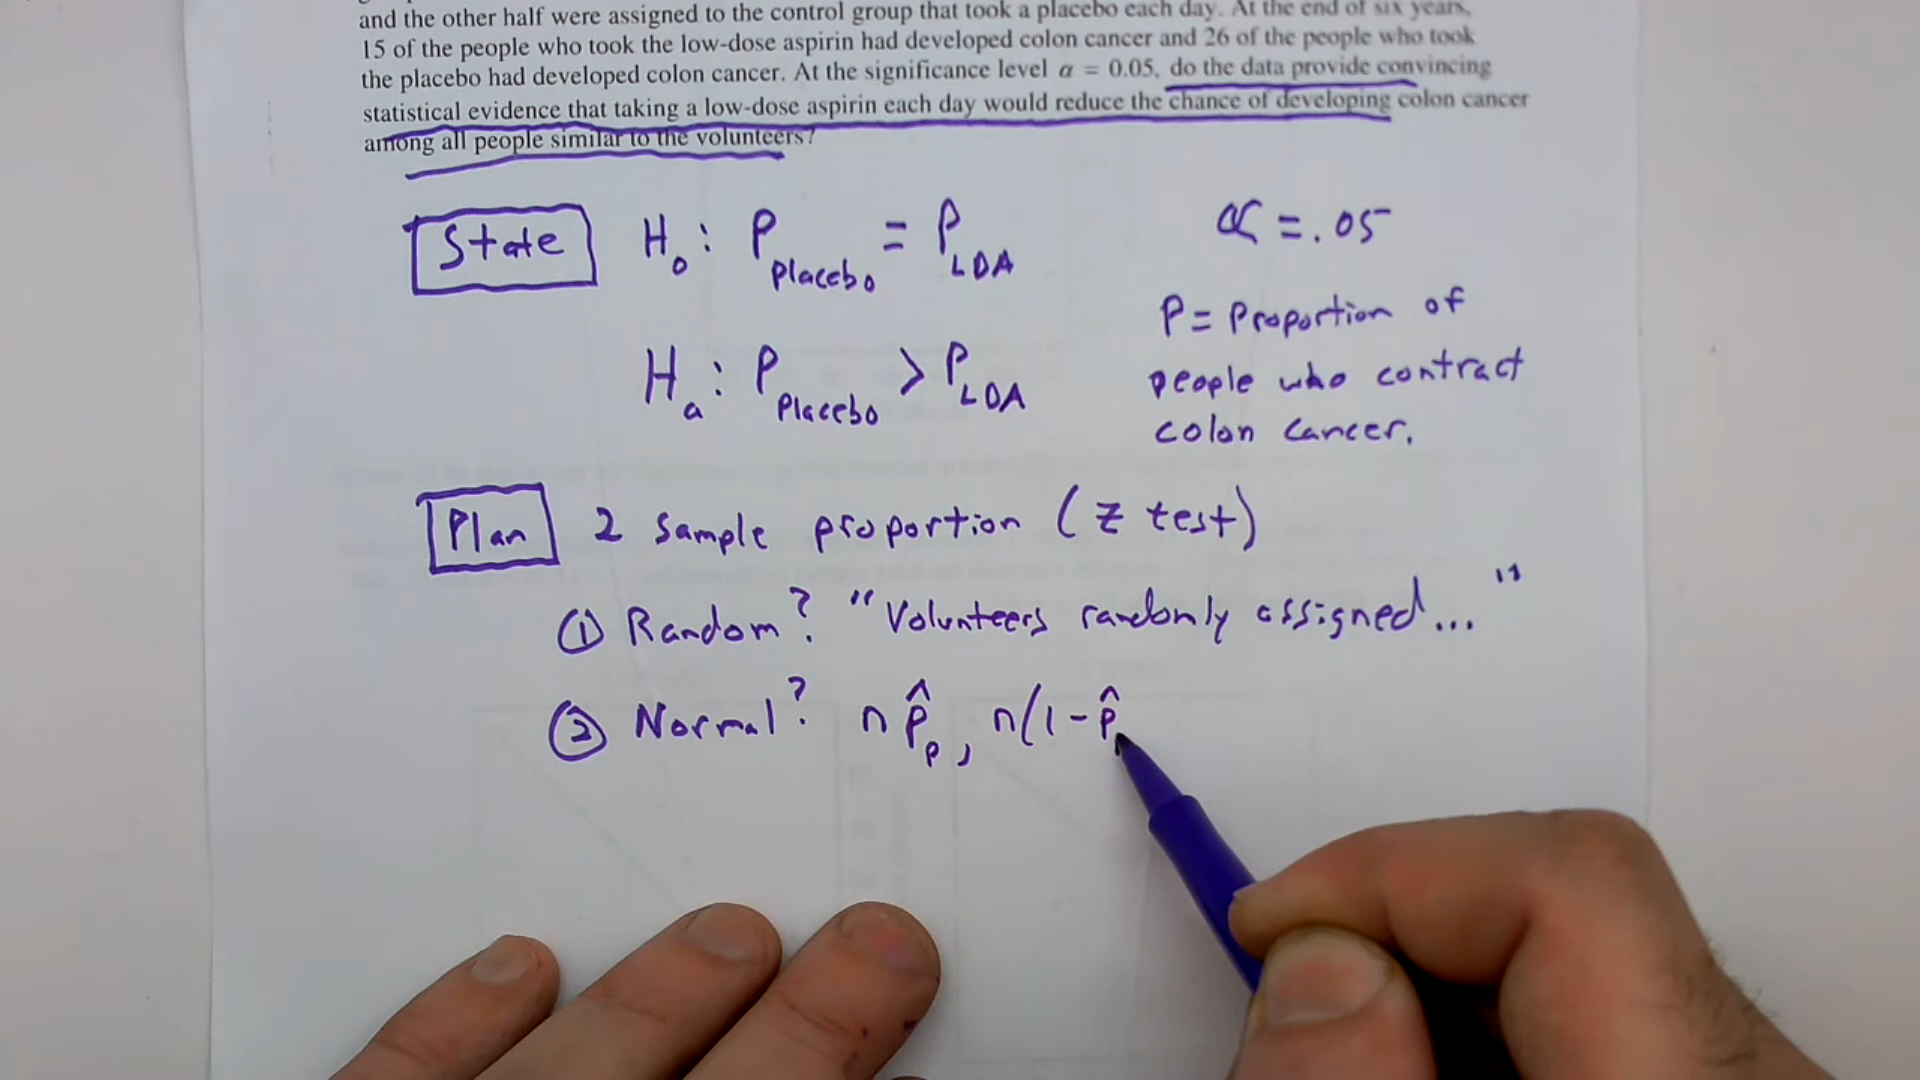 and the other half were assigned to the control group that took a placebo each day. At the end of six years,
15 of the people who took the low-dose aspirin had developed colon cancer and 26 of the people who took
the placebo had developed colon cancer. At the significance level α = 0.05, do the data provide convincing
statistical evidence that taking a low-dose aspirin each day would reduce the chance of developing colon cancer
among all people similar to the volunteers?
State H₀: P Placebo = P LDA α = .05
P = Proportion of
Hₐ: P Placebo > P LDA people who contract
colon cancer.
Plan 2 Sample proportion (Z test)
① Random? "Volunteers randomly assigned..."
② Normal? n p̂ₚ, n(1-p̂